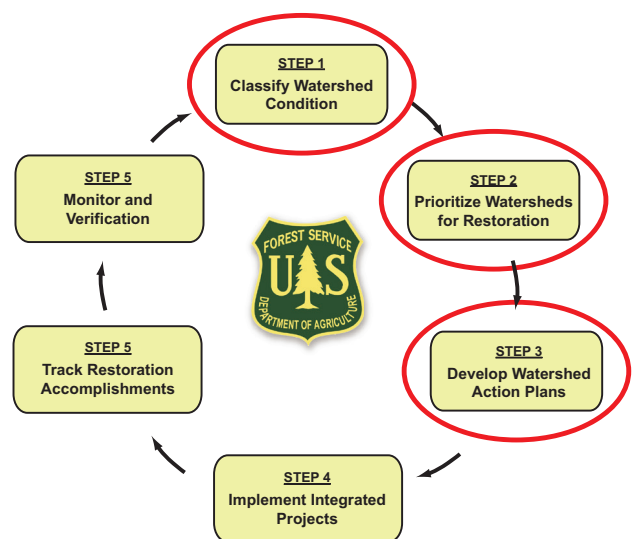 STEP 1
Classify Watershed
Condition
STEP 2
Prioritize Watersheds
for Restoration
STEP 3
Develop Watershed
Action Plans
STEP 4
Implement Integrated
Projects
STEP 5
Track Restoration
Accomplishments
STEP 5
Monitor and
Verification
FOREST SERVICE
U S
DEPARTMENT OF AGRICULTURE